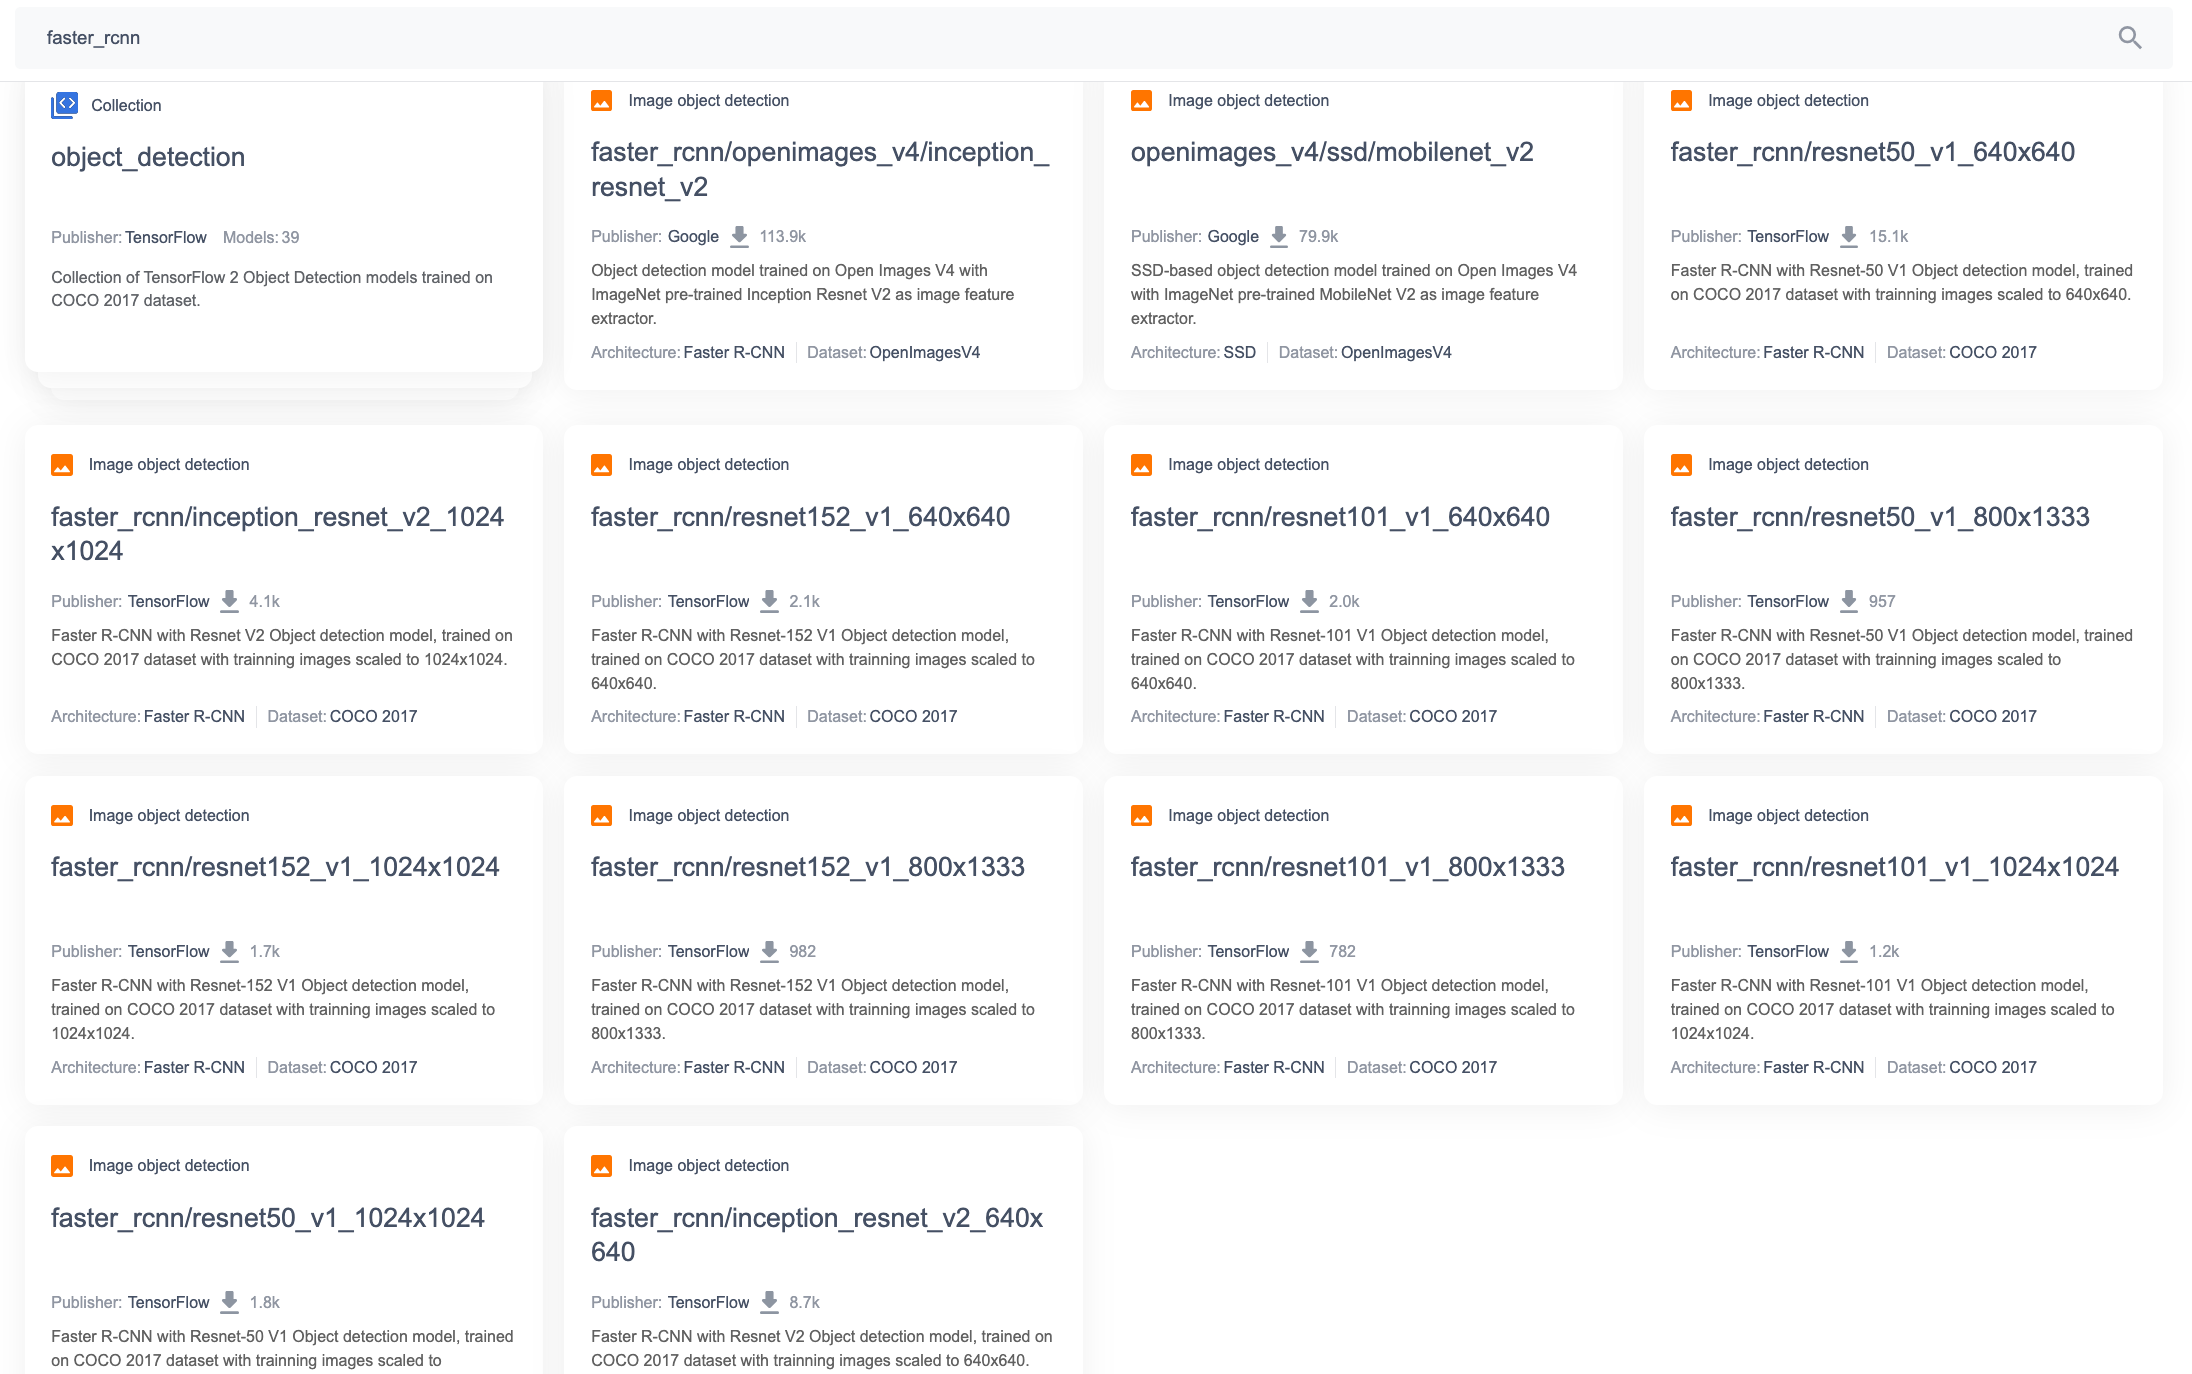 faster_rcnn
Collection
object_detection
Publisher: TensorFlow Models: 39
Collection of TensorFlow 2 Object Detection models trained on
COCO 2017 dataset.
Image object detection
faster_rcnn/openimages_v4/inception_
resnet_v2
Publisher: Google 113.9k
Object detection model trained on Open Images V4 with
ImageNet pre-trained Inception Resnet V2 as image feature
extractor.
Architecture: Faster R-CNN Dataset: OpenImagesV4
Image object detection
openimages_v4/ssd/mobilenet_v2
Publisher: Google 79.9k
SSD-based object detection model trained on Open Images V4
with ImageNet pre-trained MobileNet V2 as image feature
extractor.
Architecture: SSD Dataset: OpenImagesV4
Image object detection
faster_rcnn/resnet50_v1_640x640
Publisher: TensorFlow 15.1k
Faster R-CNN with Resnet-50 V1 Object detection model, trained
on COCO 2017 dataset with trainning images scaled to 640x640.
Architecture: Faster R-CNN Dataset: COCO 2017
Image object detection
faster_rcnn/inception_resnet_v2_1024
x1024
Publisher: TensorFlow 4.1k
Faster R-CNN with Resnet V2 Object detection model, trained on
COCO 2017 dataset with trainning images scaled to 1024x1024.
Architecture: Faster R-CNN Dataset: COCO 2017
Image object detection
faster_rcnn/resnet152_v1_640x640
Publisher: TensorFlow 2.1k
Faster R-CNN with Resnet-152 V1 Object detection model,
trained on COCO 2017 dataset with trainning images scaled to
640x640.
Architecture: Faster R-CNN Dataset: COCO 2017
Image object detection
faster_rcnn/resnet101_v1_640x640
Publisher: TensorFlow 2.0k
Faster R-CNN with Resnet-101 V1 Object detection model,
trained on COCO 2017 dataset with trainning images scaled to
640x640.
Architecture: Faster R-CNN Dataset: COCO 2017
Image object detection
faster_rcnn/resnet50_v1_800x1333
Publisher: TensorFlow 957
Faster R-CNN with Resnet-50 V1 Object detection model, trained
on COCO 2017 dataset with trainning images scaled to
800x1333.
Architecture: Faster R-CNN Dataset: COCO 2017
Image object detection
faster_rcnn/resnet152_v1_1024x1024
Publisher: TensorFlow 1.7k
Faster R-CNN with Resnet-152 V1 Object detection model,
trained on COCO 2017 dataset with trainning images scaled to
1024x1024.
Architecture: Faster R-CNN Dataset: COCO 2017
Image object detection
faster_rcnn/resnet152_v1_800x1333
Publisher: TensorFlow 982
Faster R-CNN with Resnet-152 V1 Object detection model,
trained on COCO 2017 dataset with trainning images scaled to
800x1333.
Architecture: Faster R-CNN Dataset: COCO 2017
Image object detection
faster_rcnn/resnet101_v1_800x1333
Publisher: TensorFlow 782
Faster R-CNN with Resnet-101 V1 Object detection model,
trained on COCO 2017 dataset with trainning images scaled to
800x1333.
Architecture: Faster R-CNN Dataset: COCO 2017
Image object detection
faster_rcnn/resnet101_v1_1024x1024
Publisher: TensorFlow 1.2k
Faster R-CNN with Resnet-101 V1 Object detection model,
trained on COCO 2017 dataset with trainning images scaled to
1024x1024.
Architecture: Faster R-CNN Dataset: COCO 2017
Image object detection
faster_rcnn/resnet50_v1_1024x1024
Publisher: TensorFlow 1.8k
Faster R-CNN with Resnet-50 V1 Object detection model, trained
on COCO 2017 dataset with trainning images scaled to
Image object detection
faster_rcnn/inception_resnet_v2_640x
640
Publisher: TensorFlow 8.7k
Faster R-CNN with Resnet V2 Object detection model, trained on
COCO 2017 dataset with trainning images scaled to 640x640.